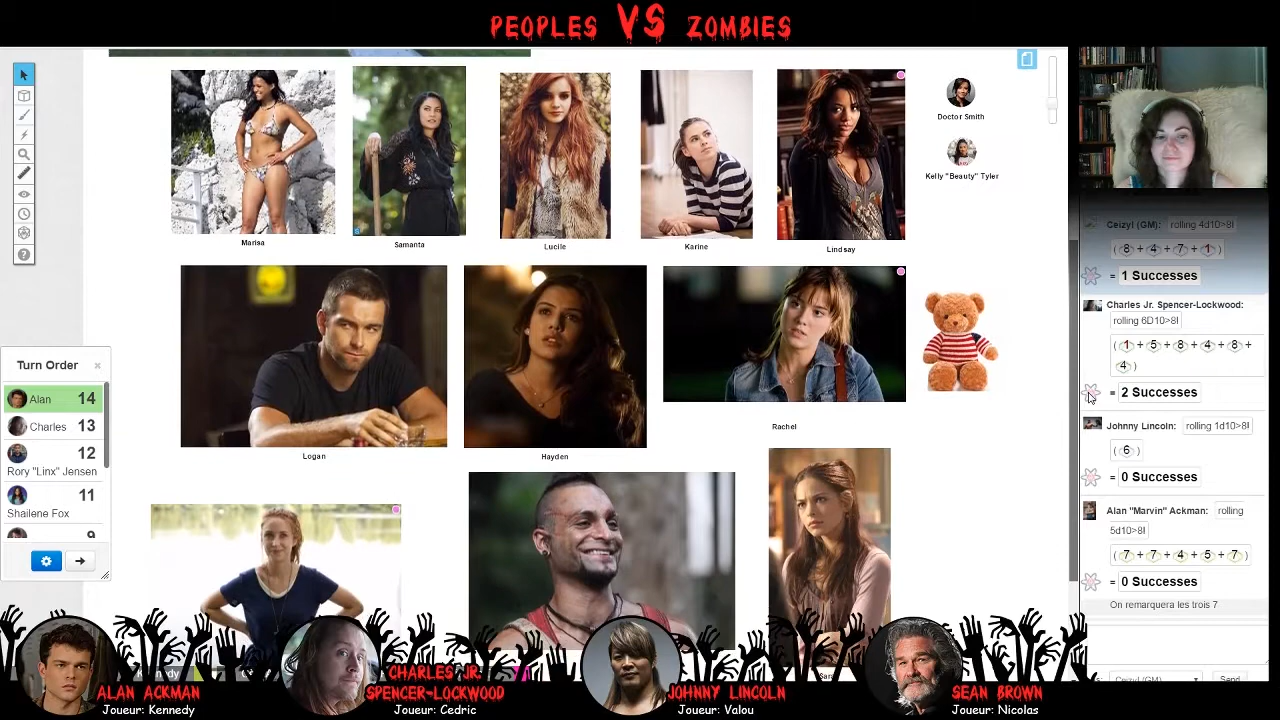 PEOPLES VS ZOMBIES
Doctor Smith
Kelly "Beauty" Tyler
Marisa
Samanta
Lucile
Karine
Lindsay
Logan
Hayden
Rachel
Turn Order ×
Alan 14
Charles 13
12
Rory "Linx" Jensen
11
Shailene Fox
9
Ceizyl (GM): rolling 4d10>8!
( 8 + 4 + 7 + 1 )
= 1 Successes
Charles Jr. Spencer-Lockwood:
rolling 6D10>8!
( 1 + 5 + 8 + 4 + 8 +
4 )
= 2 Successes
Johnny Lincoln: rolling 1d10>8!
( 6 )
= 0 Successes
Alan "Marvin" Ackman: rolling
5d10>8!
( 7 + 7 + 4 + 5 + 7 )
= 0 Successes
On remarquera les trois 7
Ceizyl (GM)
Send
ALAN ACKMAN
Joueur: Kennedy
CHARLES JR.
SPENCER-LOCKWOOD
Joueur: Cedric
JOHNNY LINCOLN
Joueur: Valou
SEAN BROWN
Joueur: Nicolas